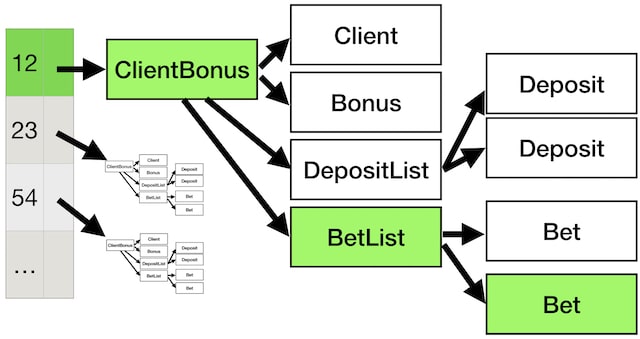 12
23
54
...
ClientBonus
Client
Bonus
DepositList
BetList
Deposit
Deposit
Bet
Bet
ClientBonus
Client
Bonus
DepositList
BetList
Deposit
Deposit
Bet
Bet
ClientBonus
Client
Bonus
DepositList
BetList
Deposit
Deposit
Bet
Bet